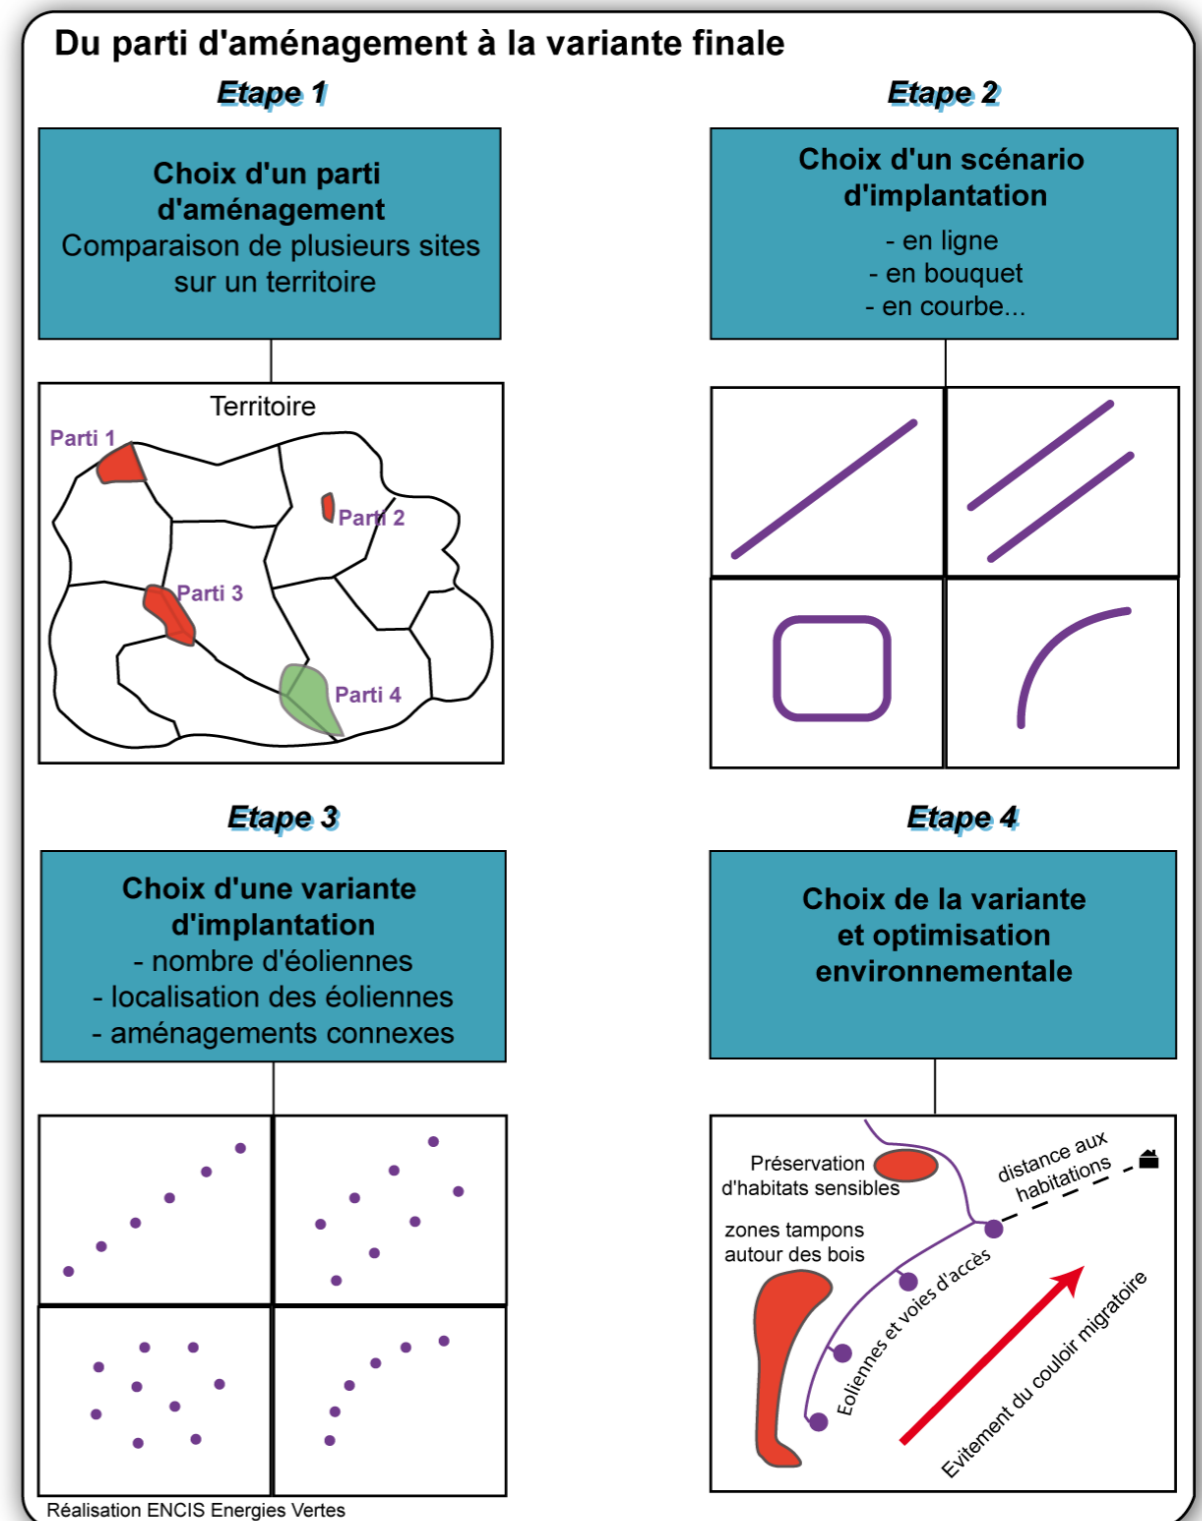 Du parti d'aménagement à la variante finale
Etape 1
Choix d'un parti
d'aménagement
Comparaison de plusieurs sites
sur un territoire
Territoire
Parti 1
Parti 2
Parti 3
Parti 4
Etape 2
Choix d'un scénario
d'implantation
- en ligne
- en bouquet
- en courbe...
Etape 3
Choix d'une variante
d'implantation
- nombre d'éoliennes
- localisation des éoliennes
- aménagements connexes
Etape 4
Choix de la variante
et optimisation
environnementale
Préservation
d'habitats sensibles
distance aux
habitations
zones tampons
autour des bois
Eoliennes et voies d'accès
Evitement du couloir migratoire
Réalisation ENCIS Energies Vertes